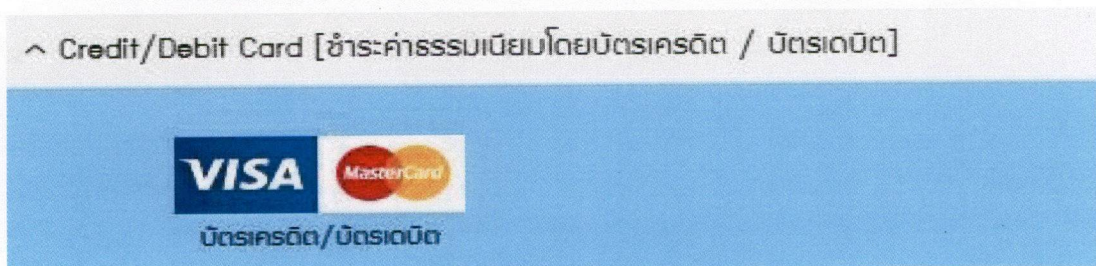 ^ Credit/Debit Card [ชำระค่าธรรมเนียมโดยบัตรเครดิต / บัตรเดบิต]
VISA MasterCard
บัตรเครดิต/บัตรเดบิต